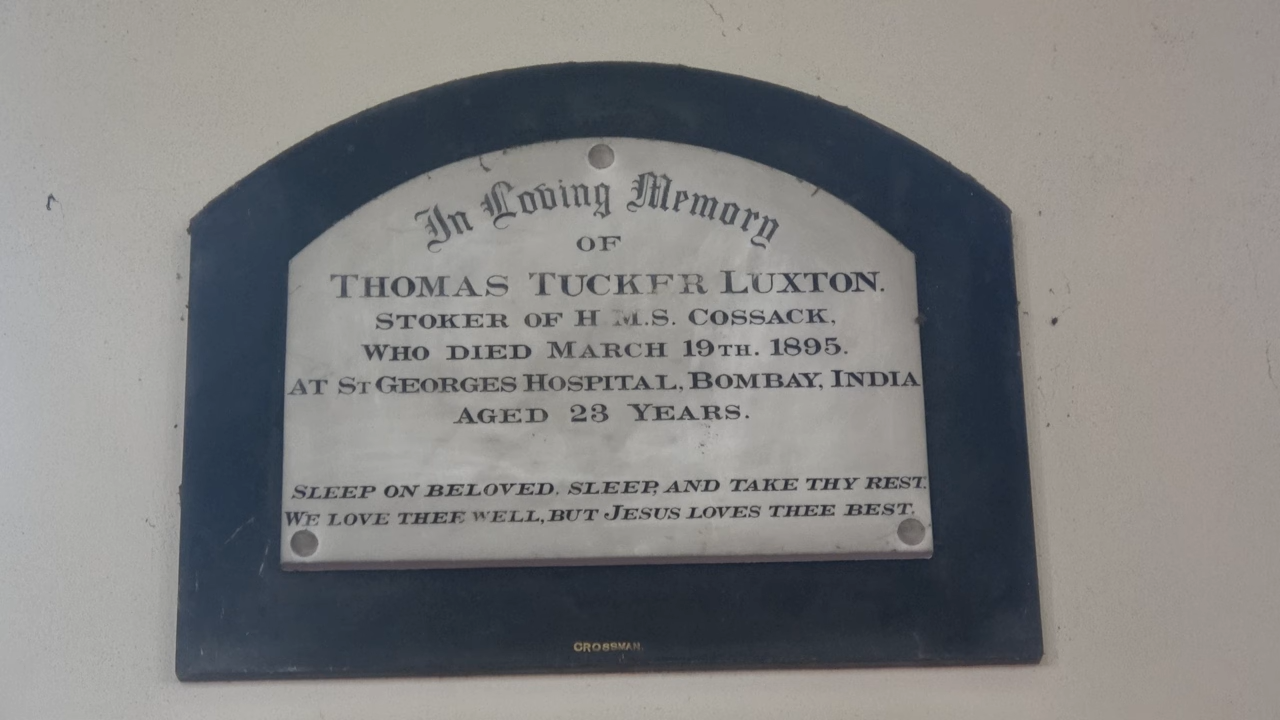 In Loving Memory
OF
THOMAS TUCKER LUXTON.
STOKER OF H.M.S. COSSACK,
WHO DIED MARCH 19TH. 1895.
AT ST GEORGES HOSPITAL, BOMBAY, INDIA
AGED 23 YEARS.
SLEEP ON BELOVED. SLEEP, AND TAKE THY REST.
WE LOVE THEE WELL, BUT JESUS LOVES THEE BEST.
CROSSMAN.